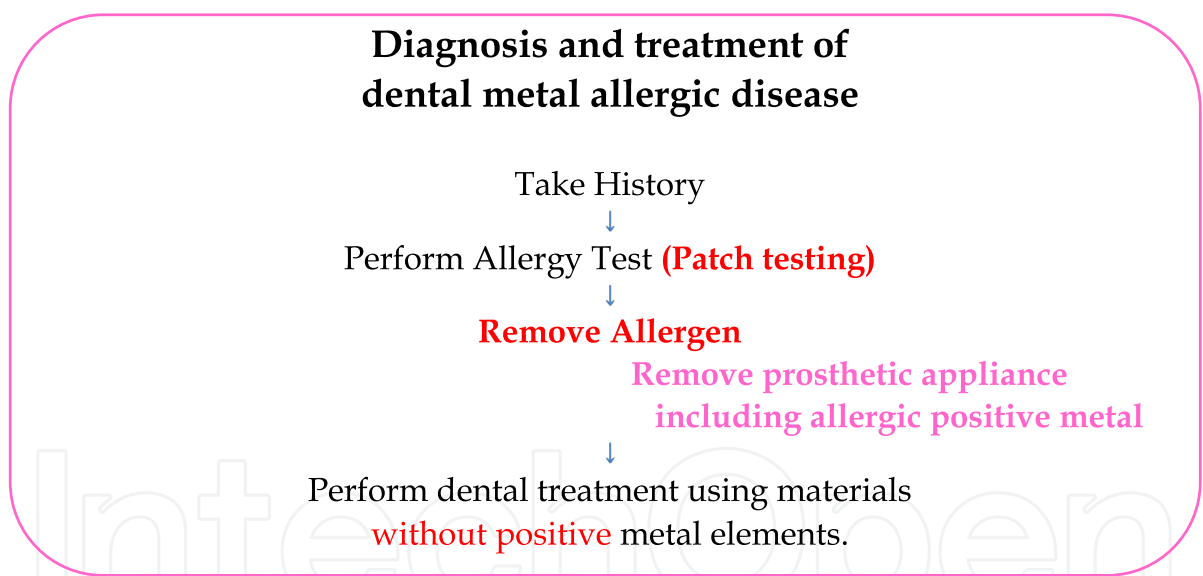 Diagnosis and treatment of
dental metal allergic disease
Take History
↓
Perform Allergy Test (Patch testing)
↓
Remove Allergen
Remove prosthetic appliance
including allergic positive metal
↓
Perform dental treatment using materials
without positive metal elements.
IntechOpen